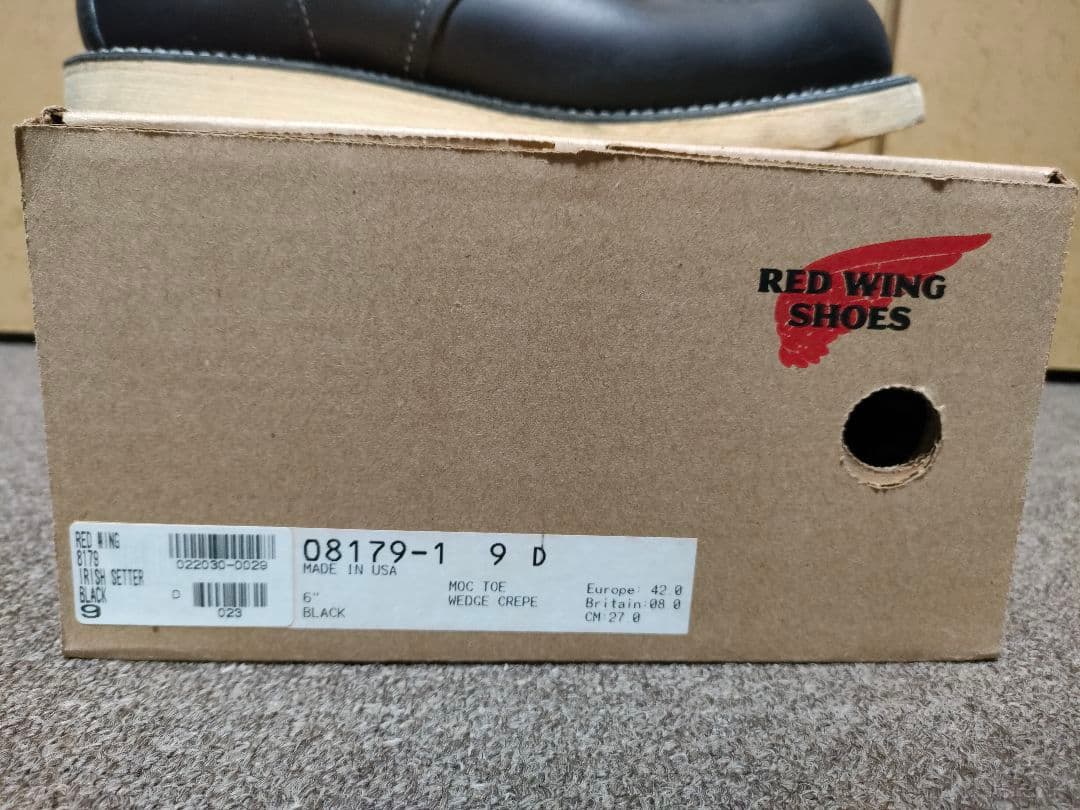 RED WING
SHOES
RED WING
8179
IRISH SETTER
BLACK
9
022030-0029
D
023
08179-1 9 D
MADE IN USA
6"
BLACK
MOC TOE
WEDGE CREPE
Europe: 42 0
Britain:08 0
CM:27 0